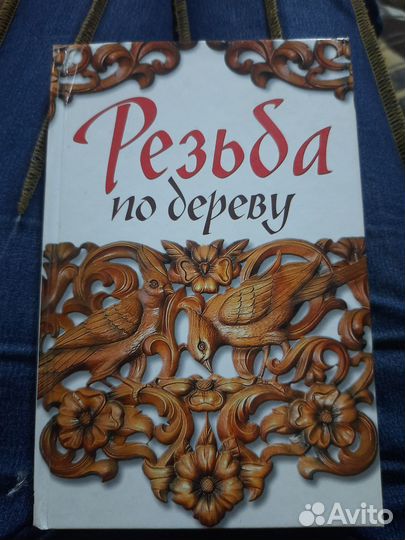 Резьба
по дереву
Avito